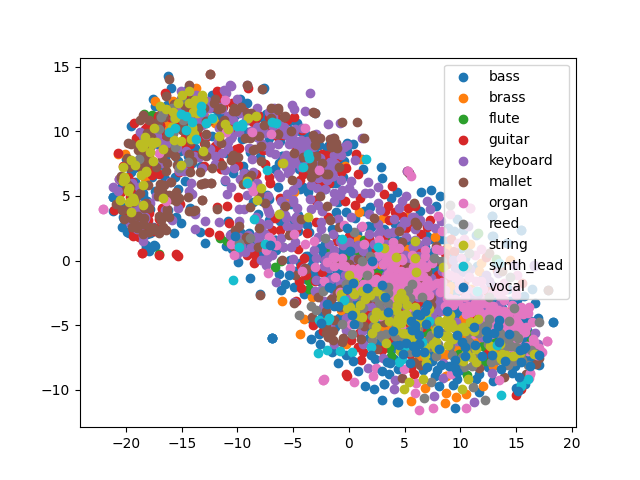 15
10
5
0
−5
−10
−20
−15
−10
−5
0
5
10
15
20
bass
brass
flute
guitar
keyboard
mallet
organ
reed
string
synth_lead
vocal